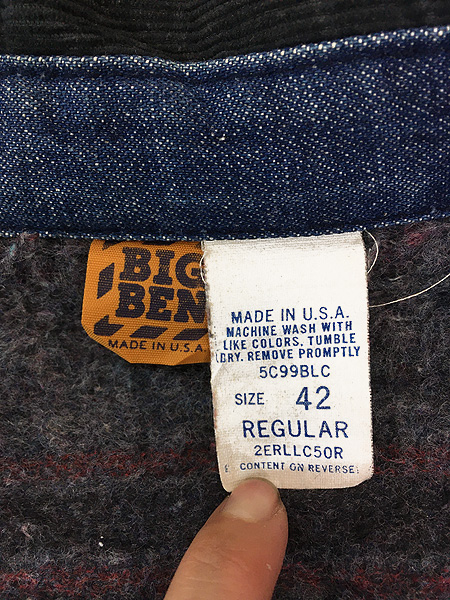 BIG
BEN
MADE IN U.S.A.
MADE IN U.S.A.
MACHINE WASH WITH
LIKE COLORS. TUMBLE
DRY. REMOVE PROMPTLY
5C99BLC
SIZE 42
REGULAR
2ERLLC50R
CONTENT ON REVERSE